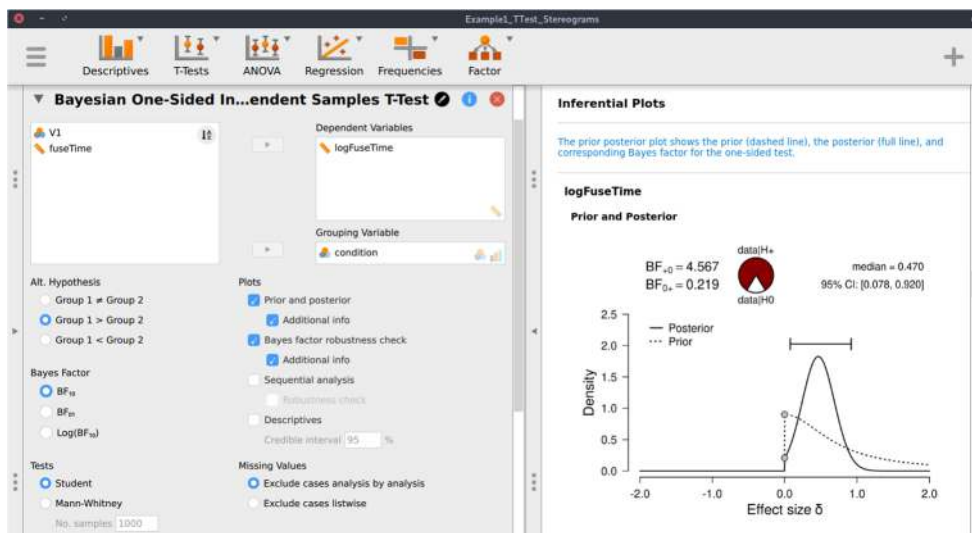 Example1_TTest_Stereograms
Descriptives
T-Tests
ANOVA
Regression
Frequencies
Factor
Bayesian One-Sided In...endent Samples T-Test
V1
fuseTime
Dependent Variables
logFuseTime
Grouping Variable
condition
Alt. Hypothesis
Group 1 ≠ Group 2
Group 1 > Group 2
Group 1 < Group 2
Bayes Factor
BF₁₀
BF₀₁
Log(BF₁₀)
Tests
Student
Mann-Whitney
No. samples 1000
Plots
Prior and posterior
Additional info
Bayes factor robustness check
Additional info
Sequential analysis
Robustness check
Descriptives
Credible interval 95 %
Missing Values
Exclude cases analysis by analysis
Exclude cases listwise
Inferential Plots
The prior posterior plot shows the prior (dashed line), the posterior (full line), and
corresponding Bayes factor for the one-sided test.
logFuseTime
Prior and Posterior
BF₊₀ = 4.567
BF₀₊ = 0.219
data|H+
data|H0
median = 0.470
95% CI: [0.078, 0.920]
Posterior
Prior
Density
2.5
2.0
1.5
1.0
0.5
0.0
-2.0 -1.0 0.0 1.0 2.0
Effect size δ